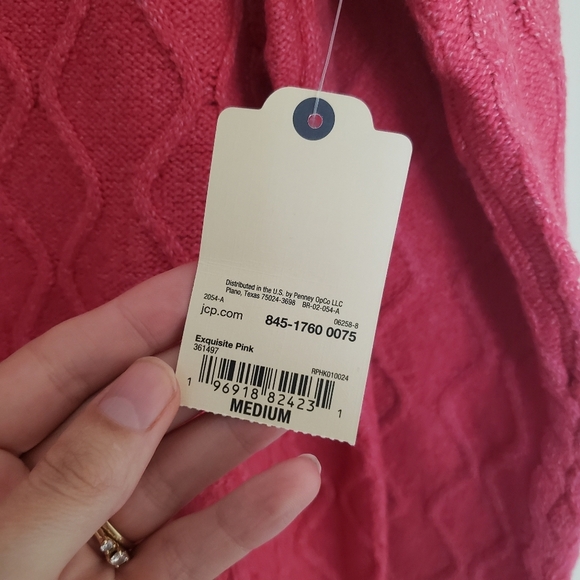 Distributed in the U.S. by Penney OpCo LLC
Plano, Texas 75024-3698 BR-02-054-A
2054-A 06258-8
jcp.com 845-1760 0075
Exquisite Pink
361497 RPHK010024
1 96918 82423 1
MEDIUM